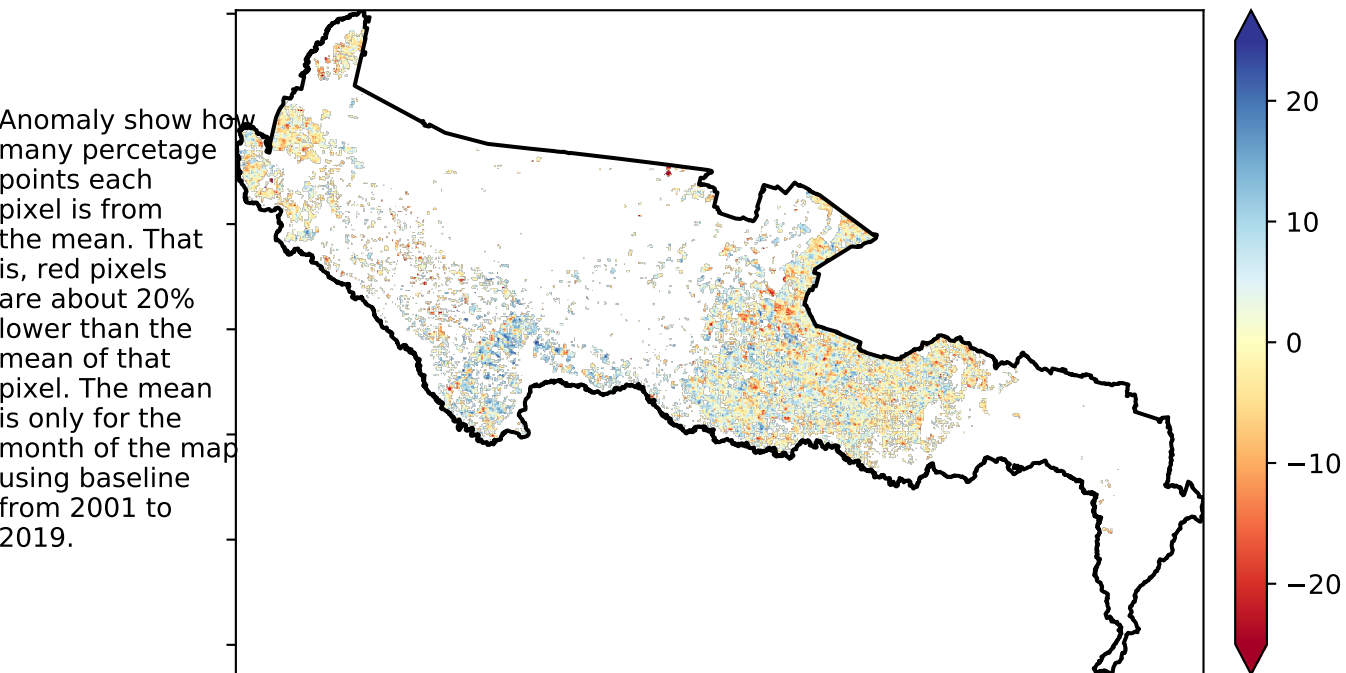 Anomaly show how
many percetage
points each
pixel is from
the mean. That
is, red pixels
are about 20%
lower than the
mean of that
pixel. The mean
is only for the
month of the map
using baseline
from 2001 to
2019.
20
10
0
−10
−20